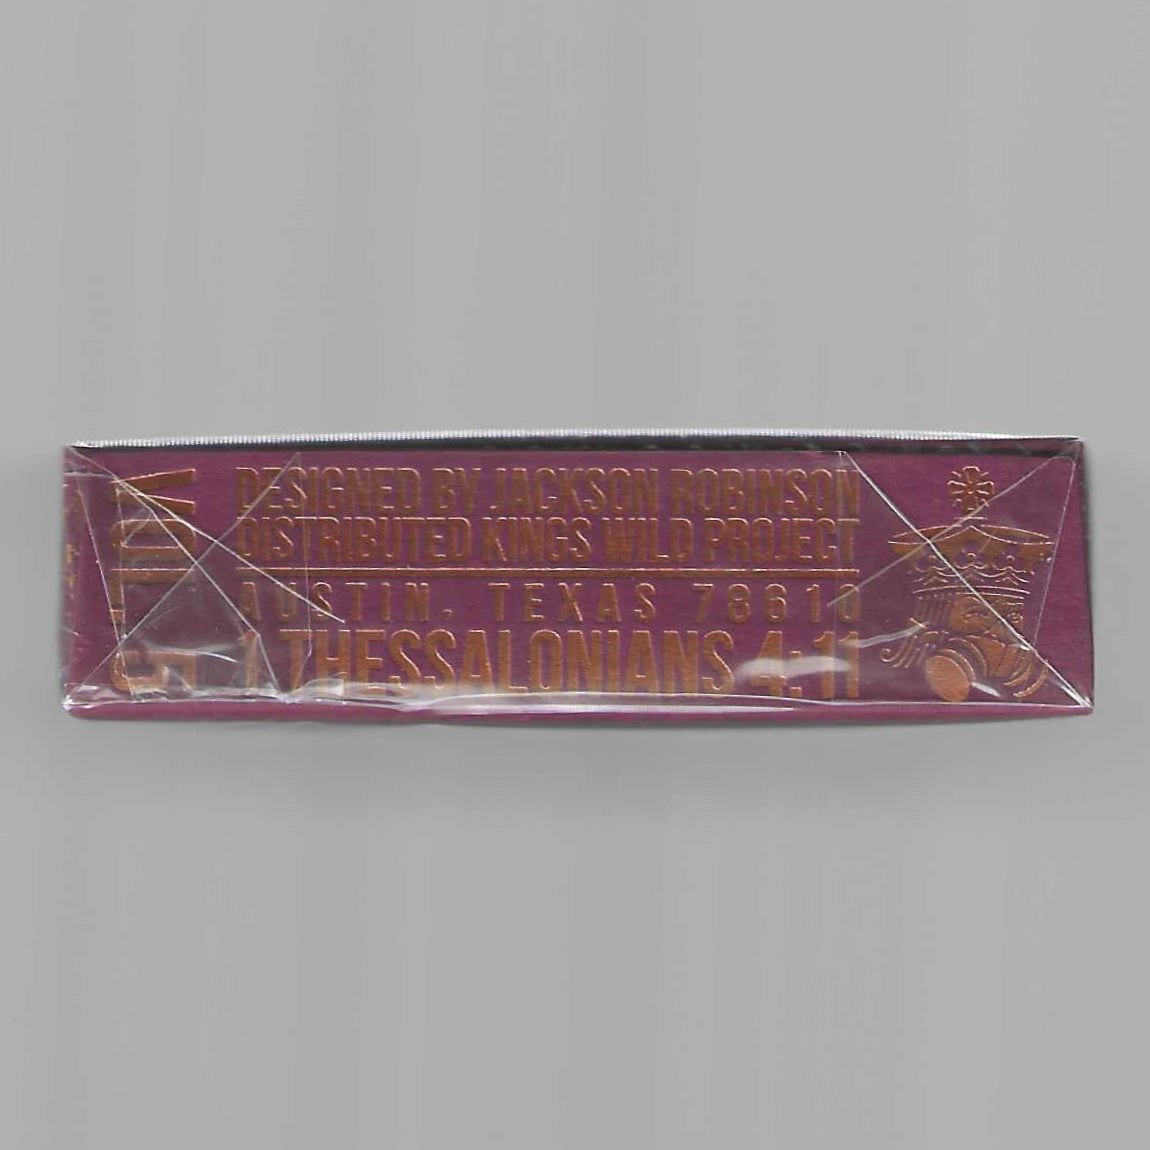 DESIGNED BY JACKSON ROBINSON
DISTRIBUTED KINGS WILD PROJECT
AUSTIN, TEXAS 78610
1 THESSALONIANS 4:11